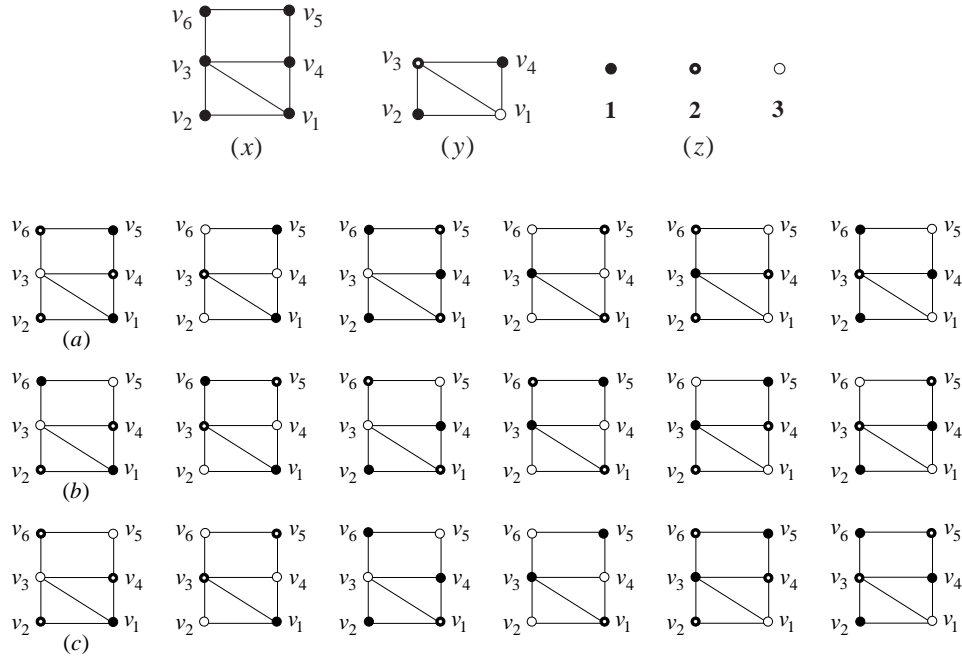 v6 v5 v3 v4 v2 v1
v3 v4 v2 v1
1 2 3
(x) (y) (z)
v6 v5 v6 v5 v6 v5 v6 v5 v6 v5 v6 v5
v3 v4 v3 v4 v3 v4 v3 v4 v3 v4 v3 v4
v2 v1 v2 v1 v2 v1 v2 v1 v2 v1 v2 v1
(a)
v6 v5 v6 v5 v6 v5 v6 v5 v6 v5 v6 v5
v3 v4 v3 v4 v3 v4 v3 v4 v3 v4 v3 v4
v2 v1 v2 v1 v2 v1 v2 v1 v2 v1 v2 v1
(b)
v6 v5 v6 v5 v6 v5 v6 v5 v6 v5 v6 v5
v3 v4 v3 v4 v3 v4 v3 v4 v3 v4 v3 v4
v2 v1 v2 v1 v2 v1 v2 v1 v2 v1 v2 v1
(c)